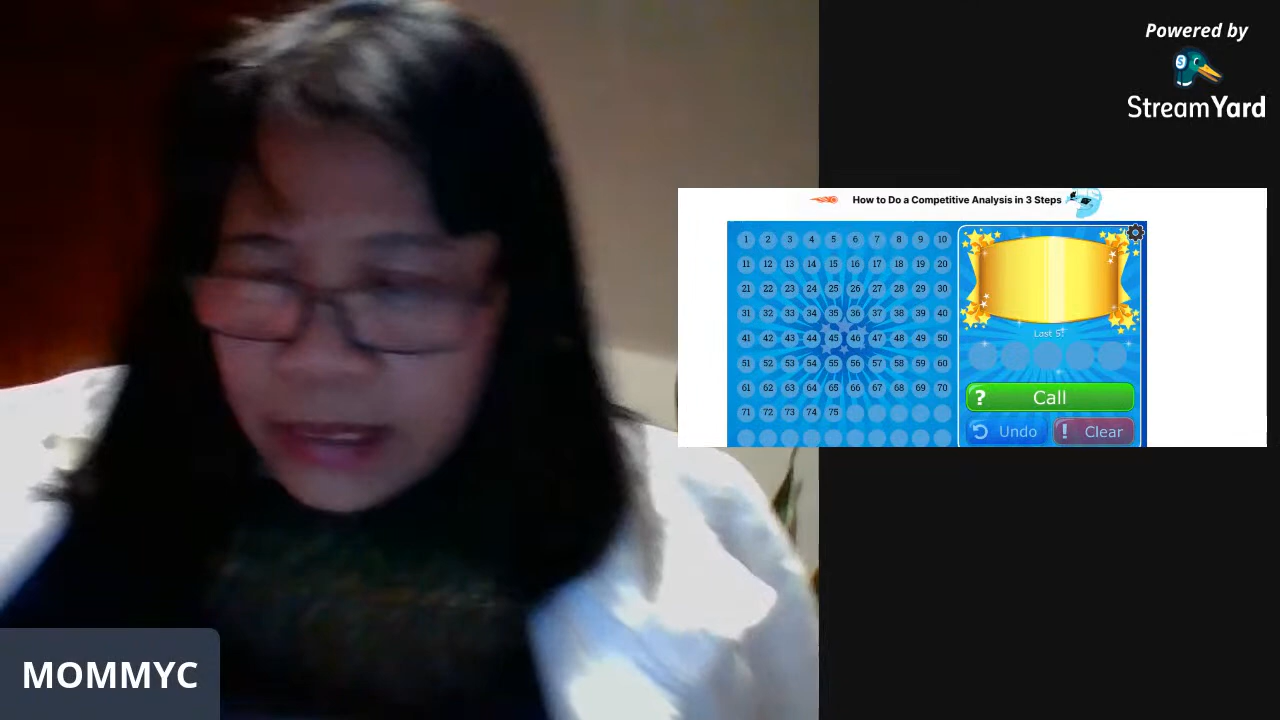 Powered by
StreamYard
How to Do a Competitive Analysis in 3 Steps
1 2 3 4 5 6 7 8 9 10
11 12 13 14 15 16 17 18 19 20
21 22 23 24 25 26 27 28 29 30
31 32 33 34 35 36 37 38 39 40
41 42 43 44 45 46 47 48 49 50
51 52 53 54 55 56 57 58 59 60
61 62 63 64 65 66 67 68 69 70
71 72 73 74 75
Last 5:
? Call
Undo ! Clear
MOMMYC